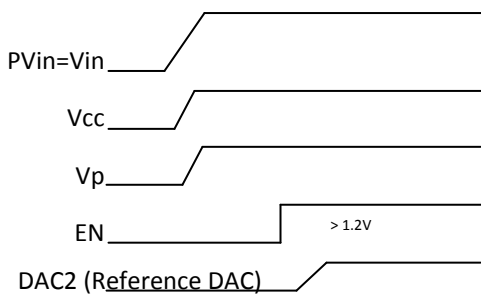 PVin=Vin
Vcc
Vp
EN
> 1.2V
DAC2 (Reference DAC)